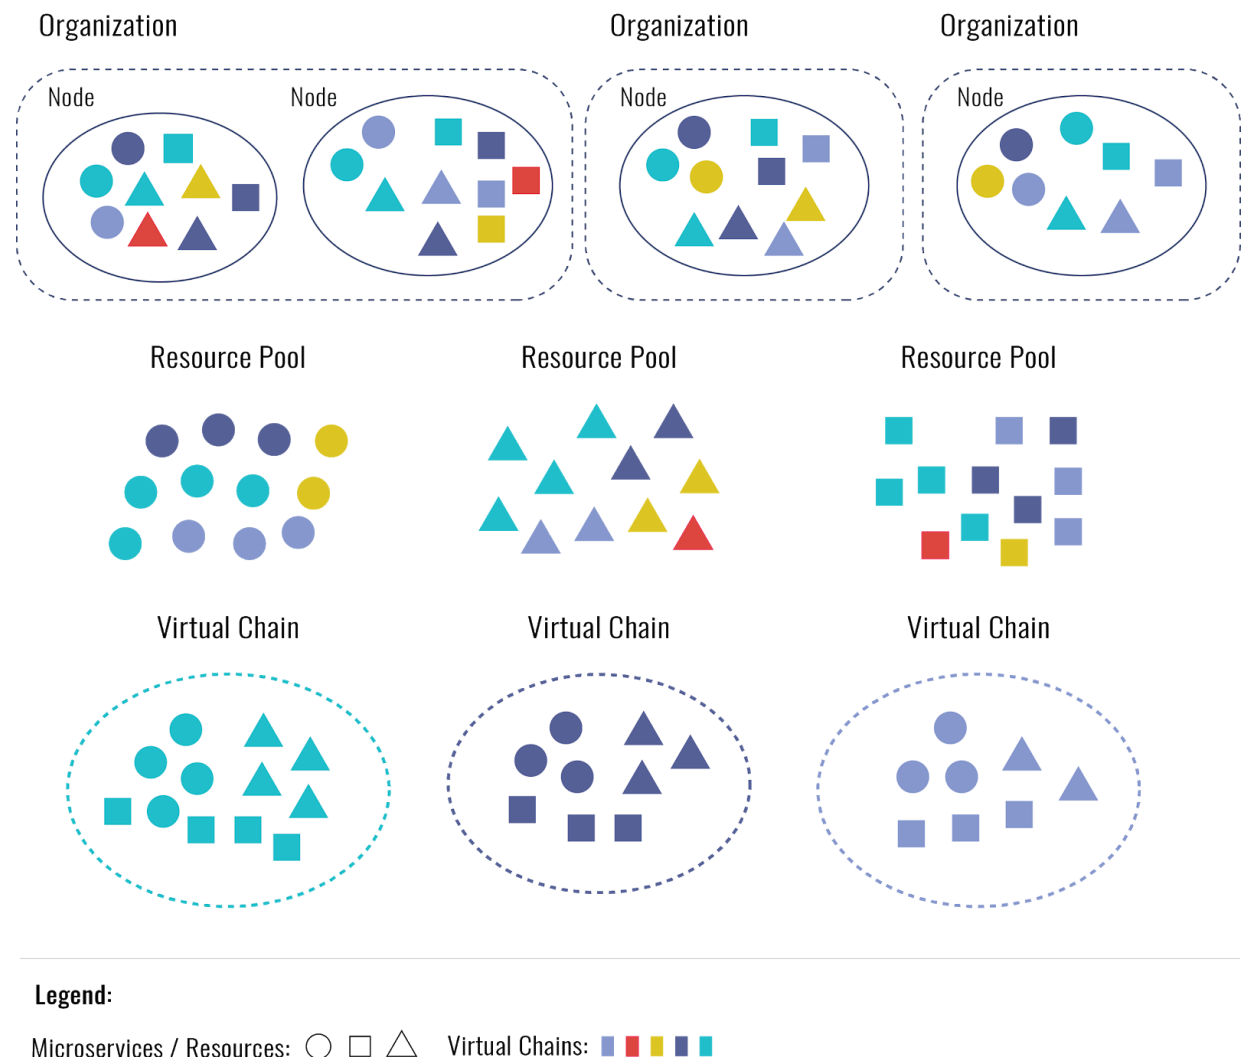 Organization
Organization
Organization
Node
Node
Node
Node
Resource Pool
Resource Pool
Resource Pool
Virtual Chain
Virtual Chain
Virtual Chain
Legend:
Microservices / Resources:
Virtual Chains: